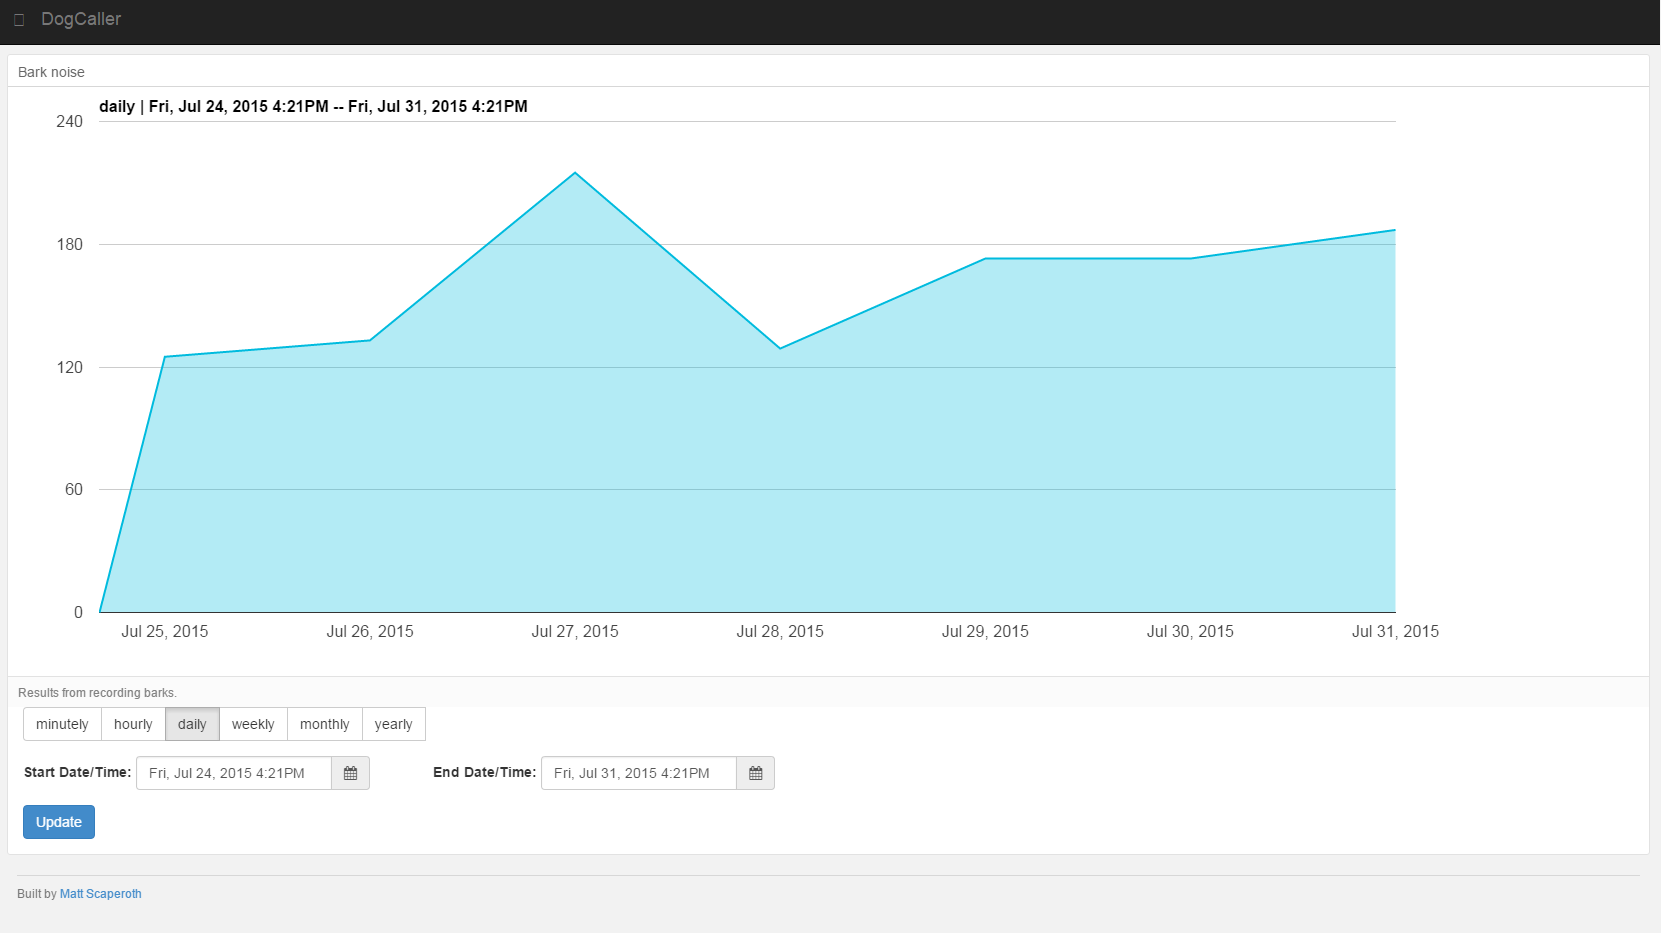 DogCaller
Bark noise
daily | Fri, Jul 24, 2015 4:21PM -- Fri, Jul 31, 2015 4:21PM
240
180
120
60
0
Jul 25, 2015 Jul 26, 2015 Jul 27, 2015 Jul 28, 2015 Jul 29, 2015 Jul 30, 2015 Jul 31, 2015
Results from recording barks.
minutely hourly daily weekly monthly yearly
Start Date/Time: Fri, Jul 24, 2015 4:21PM End Date/Time: Fri, Jul 31, 2015 4:21PM
Update
Built by Matt Scaperoth